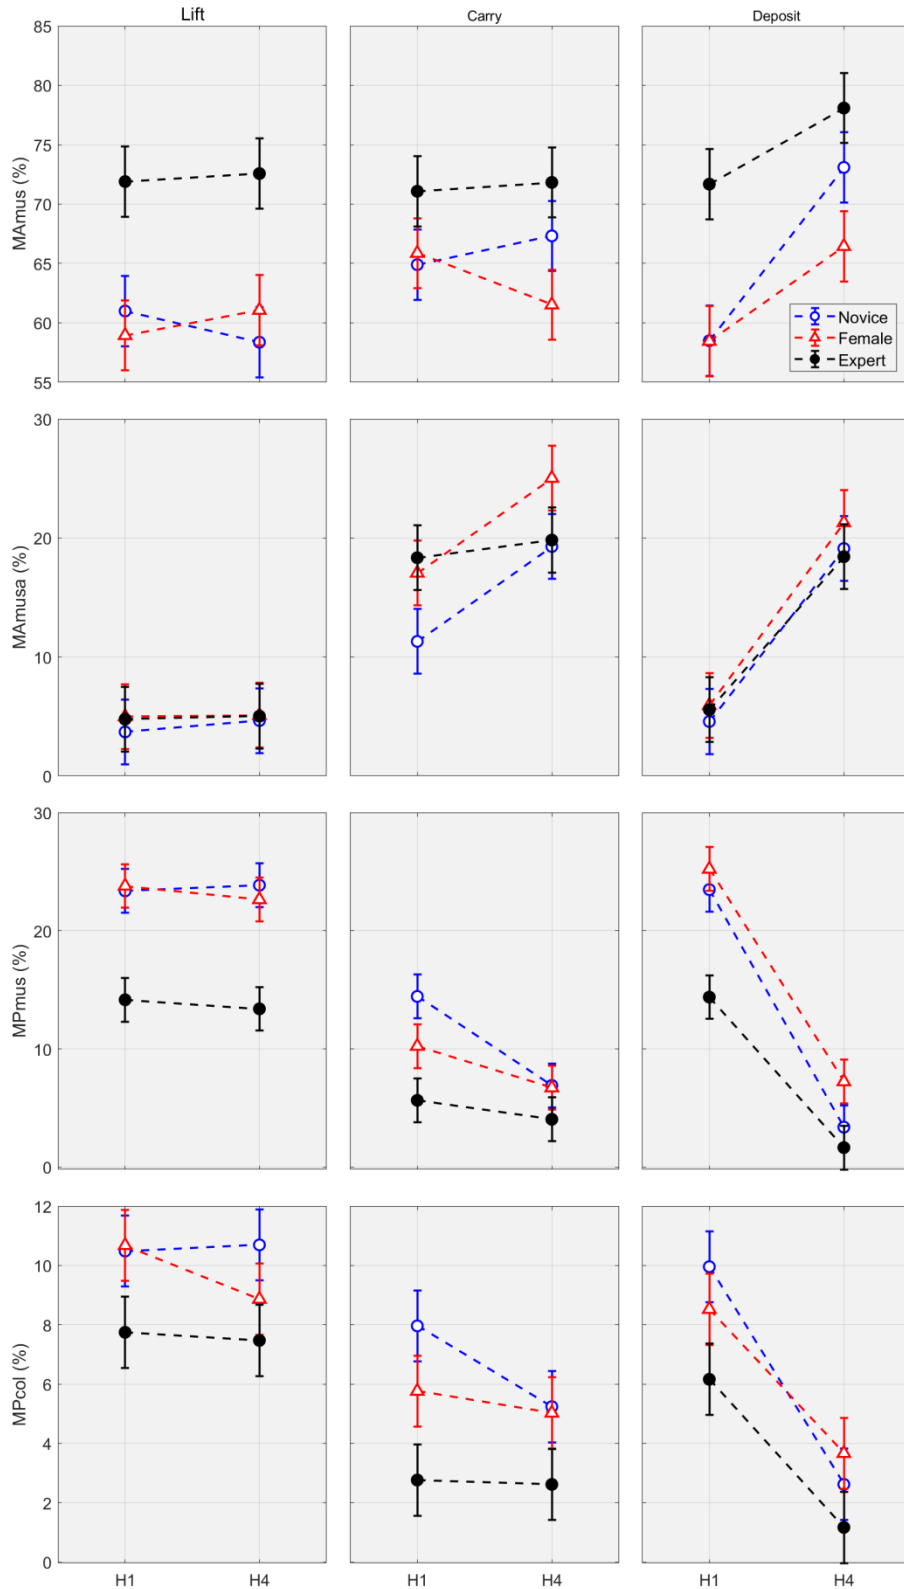 Lift Carry Deposit
85
80
75
70
65
60
55
MAmus (%)
Novice
Female
Expert
30
20
10
0
MAmusa (%)
30
20
10
0
MPmus (%)
12
10
8
6
4
2
0
MPcol (%)
H1 H4 H1 H4 H1 H4